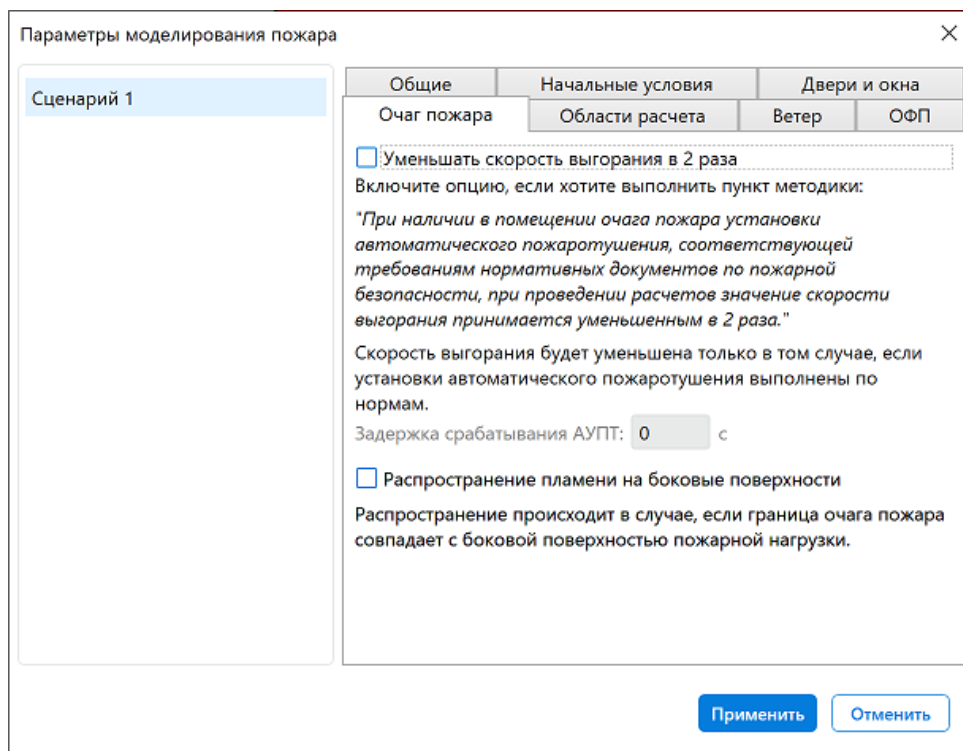 Параметры моделирования пожара
Сценарий 1
Общие
Начальные условия
Двери и окна
Очаг пожара
Области расчета
Ветер
ОФП
Уменьшать скорость выгорания в 2 раза
Включите опцию, если хотите выполнить пункт методики:
"При наличии в помещении очага пожара установки
автоматического пожаротушения, соответствующей
требованиям нормативных документов по пожарной
безопасности, при проведении расчетов значение скорости
выгорания принимается уменьшенным в 2 раза."
Скорость выгорания будет уменьшена только в том случае, если
установки автоматического пожаротушения выполнены по
нормам.
Задержка срабатывания АУПТ: 0 с
Распространение пламени на боковые поверхности
Распространение происходит в случае, если граница очага пожара
совпадает с боковой поверхностью пожарной нагрузки.
Применить
Отменить